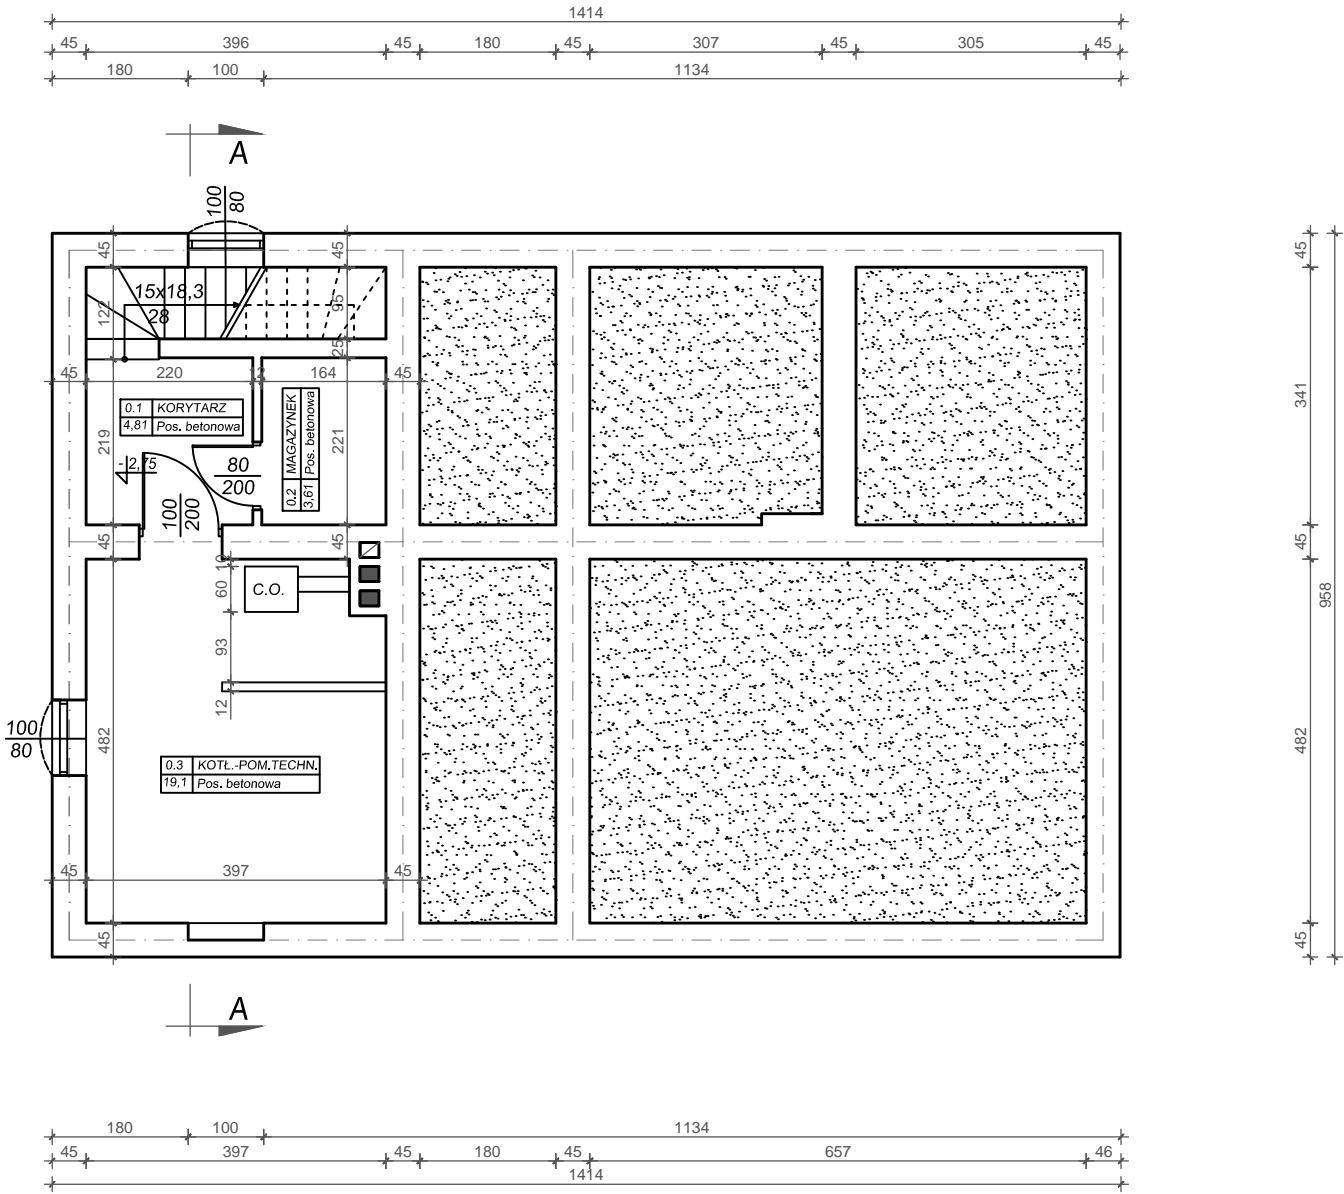 1414
45 396 45 180 45 307 45 305 45
180 100 1134
A
100
80
45 45
15x18,3
28
122 95
25
45 220 12 164 45
0.1 KORYTARZ
4,81 Pos. betonowa
0.2 MAGAZYNEK
3,61 Pos. betonowa
219 221
- 2,75
80
200
100
200
45 45
C.O.
10
60
93
12
100
80
482
0.3 KOTŁ.-POM.TECHN.
19,1 Pos. betonowa
45 397 45
45
A
45
341
45
482
45
958
180 100 1134
45 397 45 180 45 657 46
1414